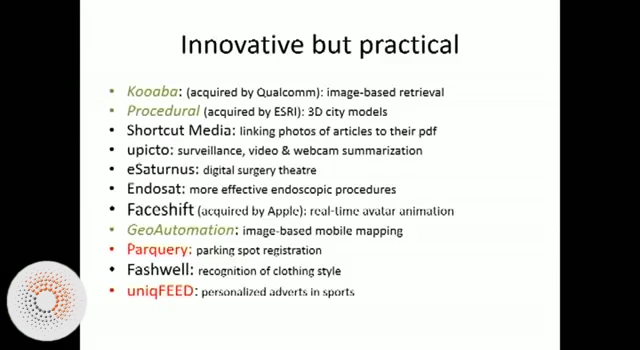 Innovative but practical
• Kooaba: (acquired by Qualcomm): image-based retrieval
• Procedural (acquired by ESRI): 3D city models
• Shortcut Media: linking photos of articles to their pdf
• upicto: surveillance, video & webcam summarization
• eSaturnus: digital surgery theatre
• Endosat: more effective endoscopic procedures
• Faceshift (acquired by Apple): real-time avatar animation
• GeoAutomation: image-based mobile mapping
• Parquery: parking spot registration
• Fashwell: recognition of clothing style
• uniqFEED: personalized adverts in sports